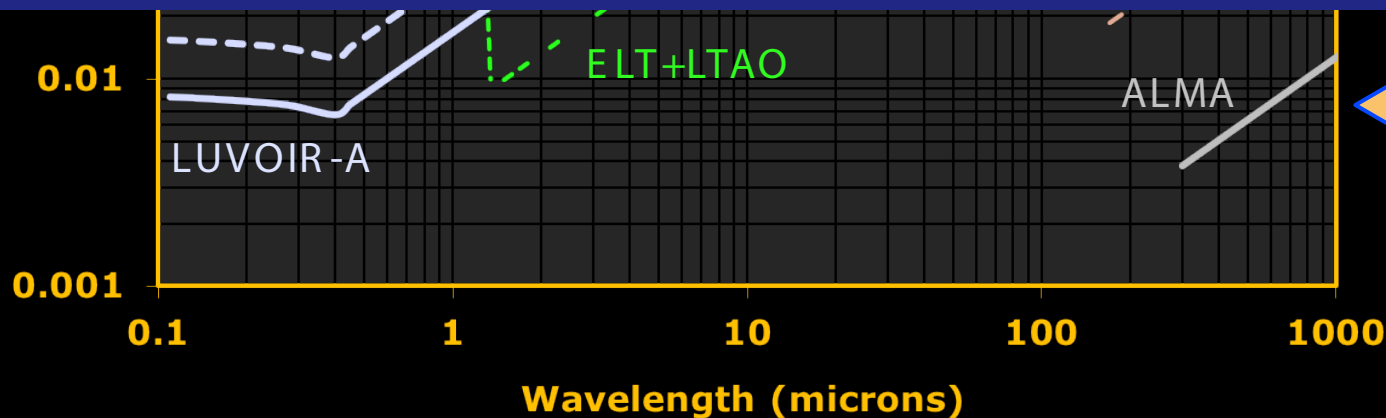 ELT+LTAO
0.01
ALMA
LUVOIR-A
0.001
0.1 1 10 100 1000
Wavelength (microns)